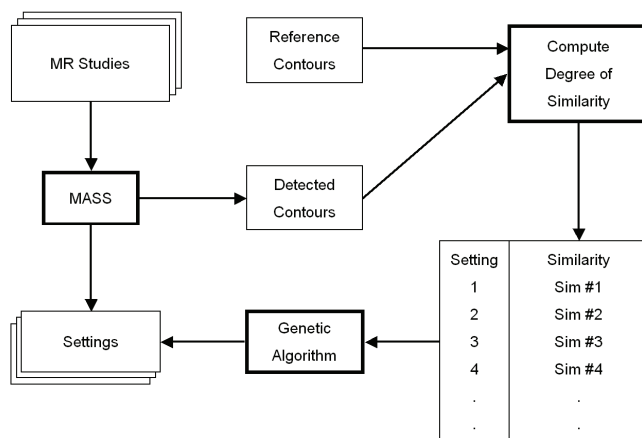 MR Studies
Reference
Contours
Compute
Degree of
Similarity
MASS
Detected
Contours
Setting Similarity
1 Sim #1
2 Sim #2
3 Sim #3
4 Sim #4
. .
. .
Genetic
Algorithm
Settings